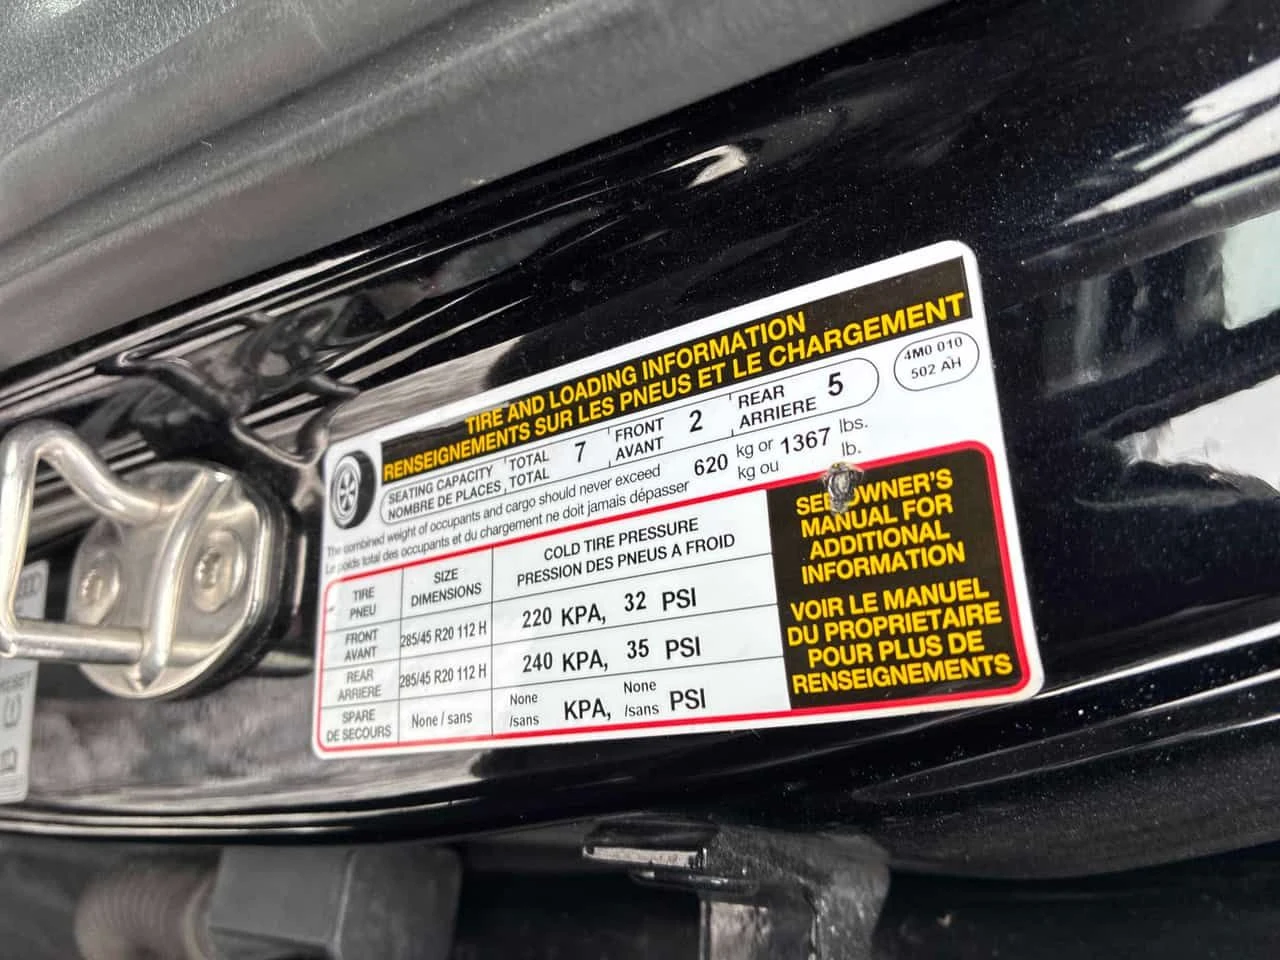 TIRE AND LOADING INFORMATION
RENSEIGNEMENTS SUR LES PNEUS ET LE CHARGEMENT
4M0 010
502 AH
SEATING CAPACITY TOTAL 7 FRONT 2 REAR 5
NOMBRE DE PLACES, TOTAL AVANT ARRIERE
The combined weight of occupants and cargo should never exceed 620 kg or 1367 lbs.
Le poids total des occupants et du chargement ne doit jamais dépasser kg ou lb.
TIRE
PNEU
SIZE
DIMENSIONS
COLD TIRE PRESSURE
PRESSION DES PNEUS A FROID
FRONT
AVANT
285/45 R20 112 H
220 KPA, 32 PSI
REAR
ARRIERE
285/45 R20 112 H
240 KPA, 35 PSI
SPARE
DE SECOURS
None / sans
None
/sans KPA,
None
/sans PSI
SEE OWNER'S
MANUAL FOR
ADDITIONAL
INFORMATION
VOIR LE MANUEL
DU PROPRIETAIRE
POUR PLUS DE
RENSEIGNEMENTS